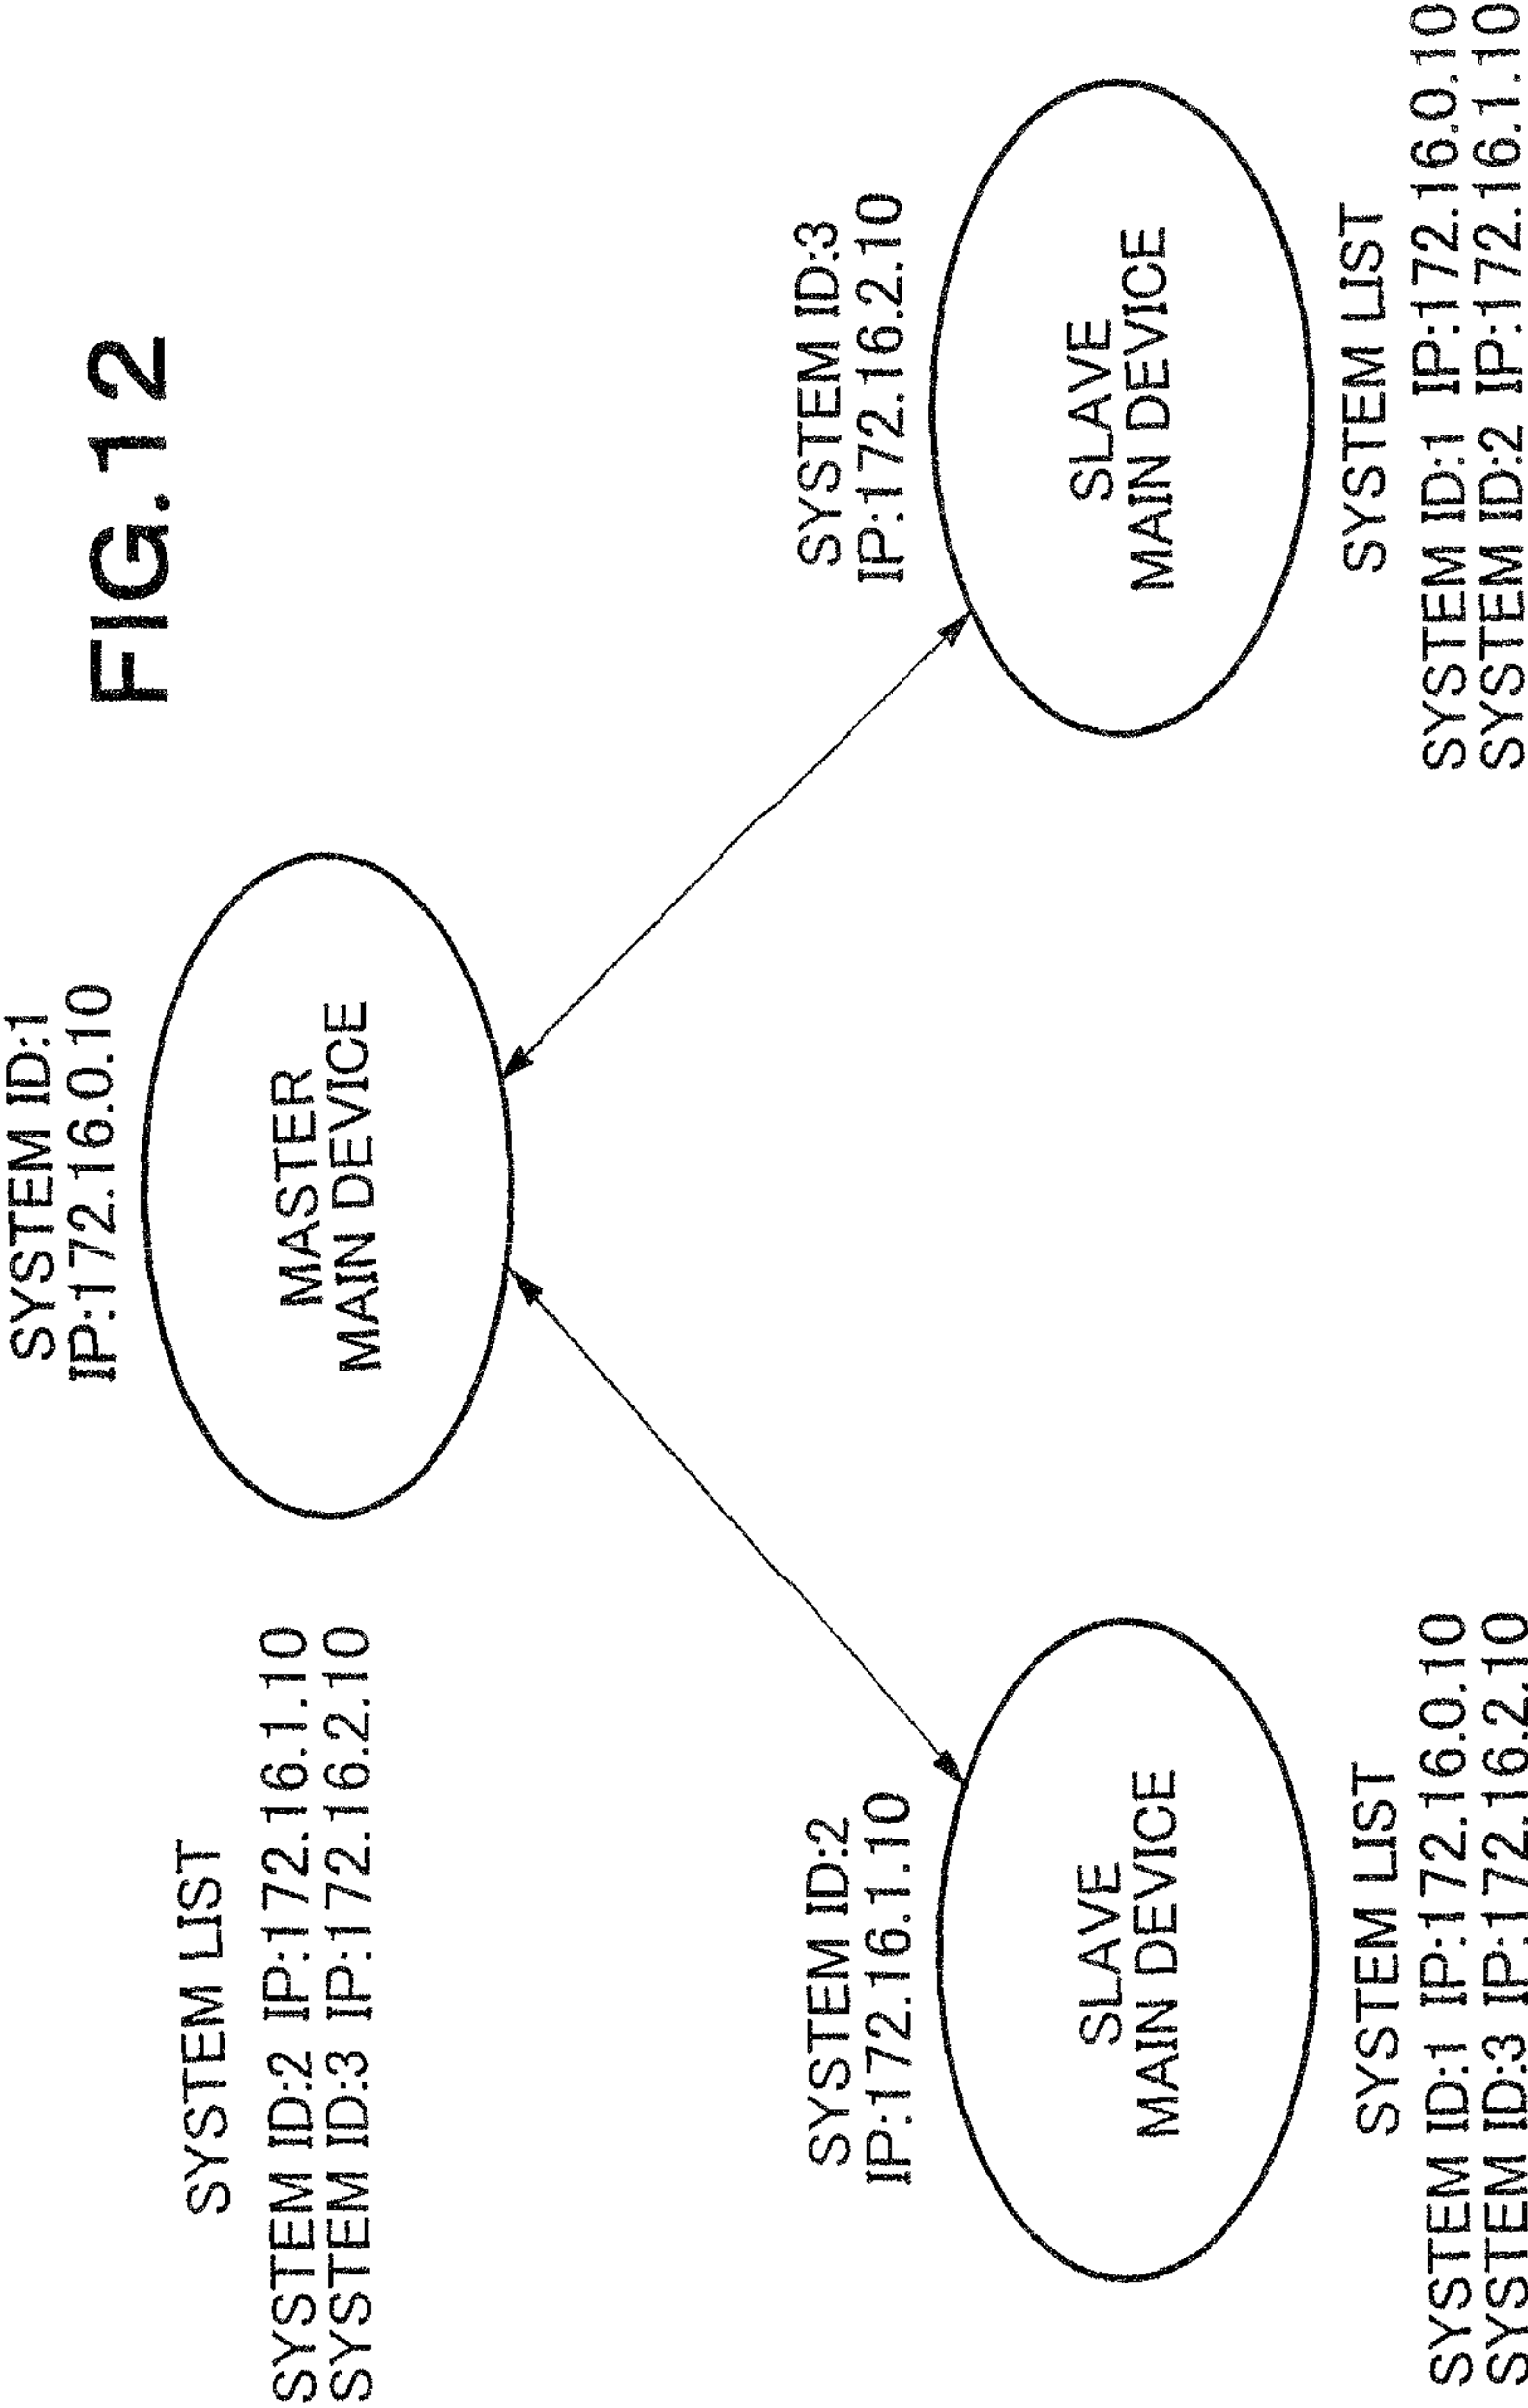 FIG. 12
SYSTEM ID:1
IP:172.16.0.10
MASTER
MAIN DEVICE
SYSTEM LIST
SYSTEM ID:2 IP:172.16.1.10
SYSTEM ID:3 IP:172.16.2.10
SYSTEM ID:2
IP:172.16.1.10
SLAVE
MAIN DEVICE
SYSTEM LIST
SYSTEM ID:1 IP:172.16.0.10
SYSTEM ID:3 IP:172.16.2.10
SYSTEM ID:3
IP:172.16.2.10
SLAVE
MAIN DEVICE
SYSTEM LIST
SYSTEM ID:1 IP:172.16.0.10
SYSTEM ID:2 IP:172.16.1.10